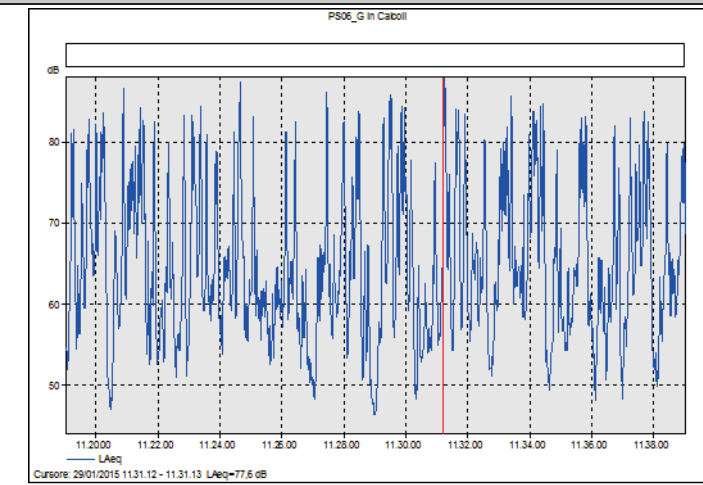 PS06_G in Calcoli
dB
80
70
60
50
11.20.00 11.22.00 11.24.00 11.26.00 11.28.00 11.30.00 11.32.00 11.34.00 11.36.00 11.38.00
LAeq
Cursore: 29/01/2015 11.31.12 - 11.31.13 LAeq=77,6 dB